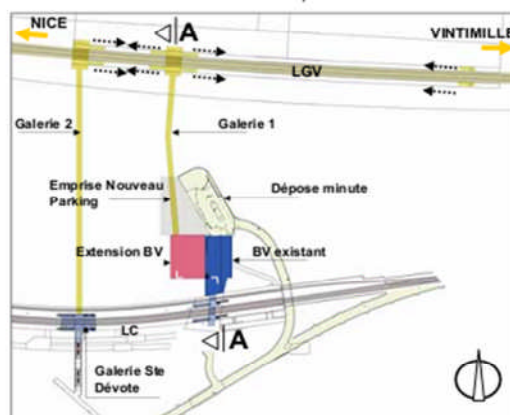 NICE
A
VINTIMILLE
LGV
Galerie 2
Galerie 1
Emprise Nouveau
Parking
Dépose minute
Extension BV
BV existant
LC
A
Galerie Ste
Dévote